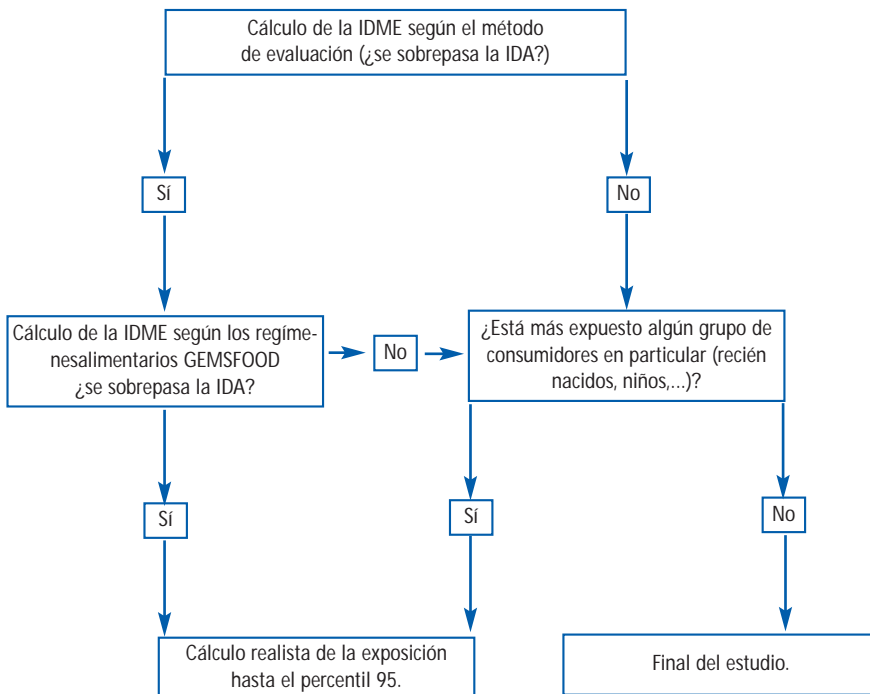 Cálculo de la IDME según el método
de evaluación (¿se sobrepasa la IDA?)
Sí
No
Cálculo de la IDME según los regíme-
nesalimentarios GEMSFOOD
¿se sobrepasa la IDA?
No
¿Está más expuesto algún grupo de
consumidores en particular (recién
nacidos, niños,...)?
Sí
Sí
No
Cálculo realista de la exposición
hasta el percentil 95.
Final del estudio.